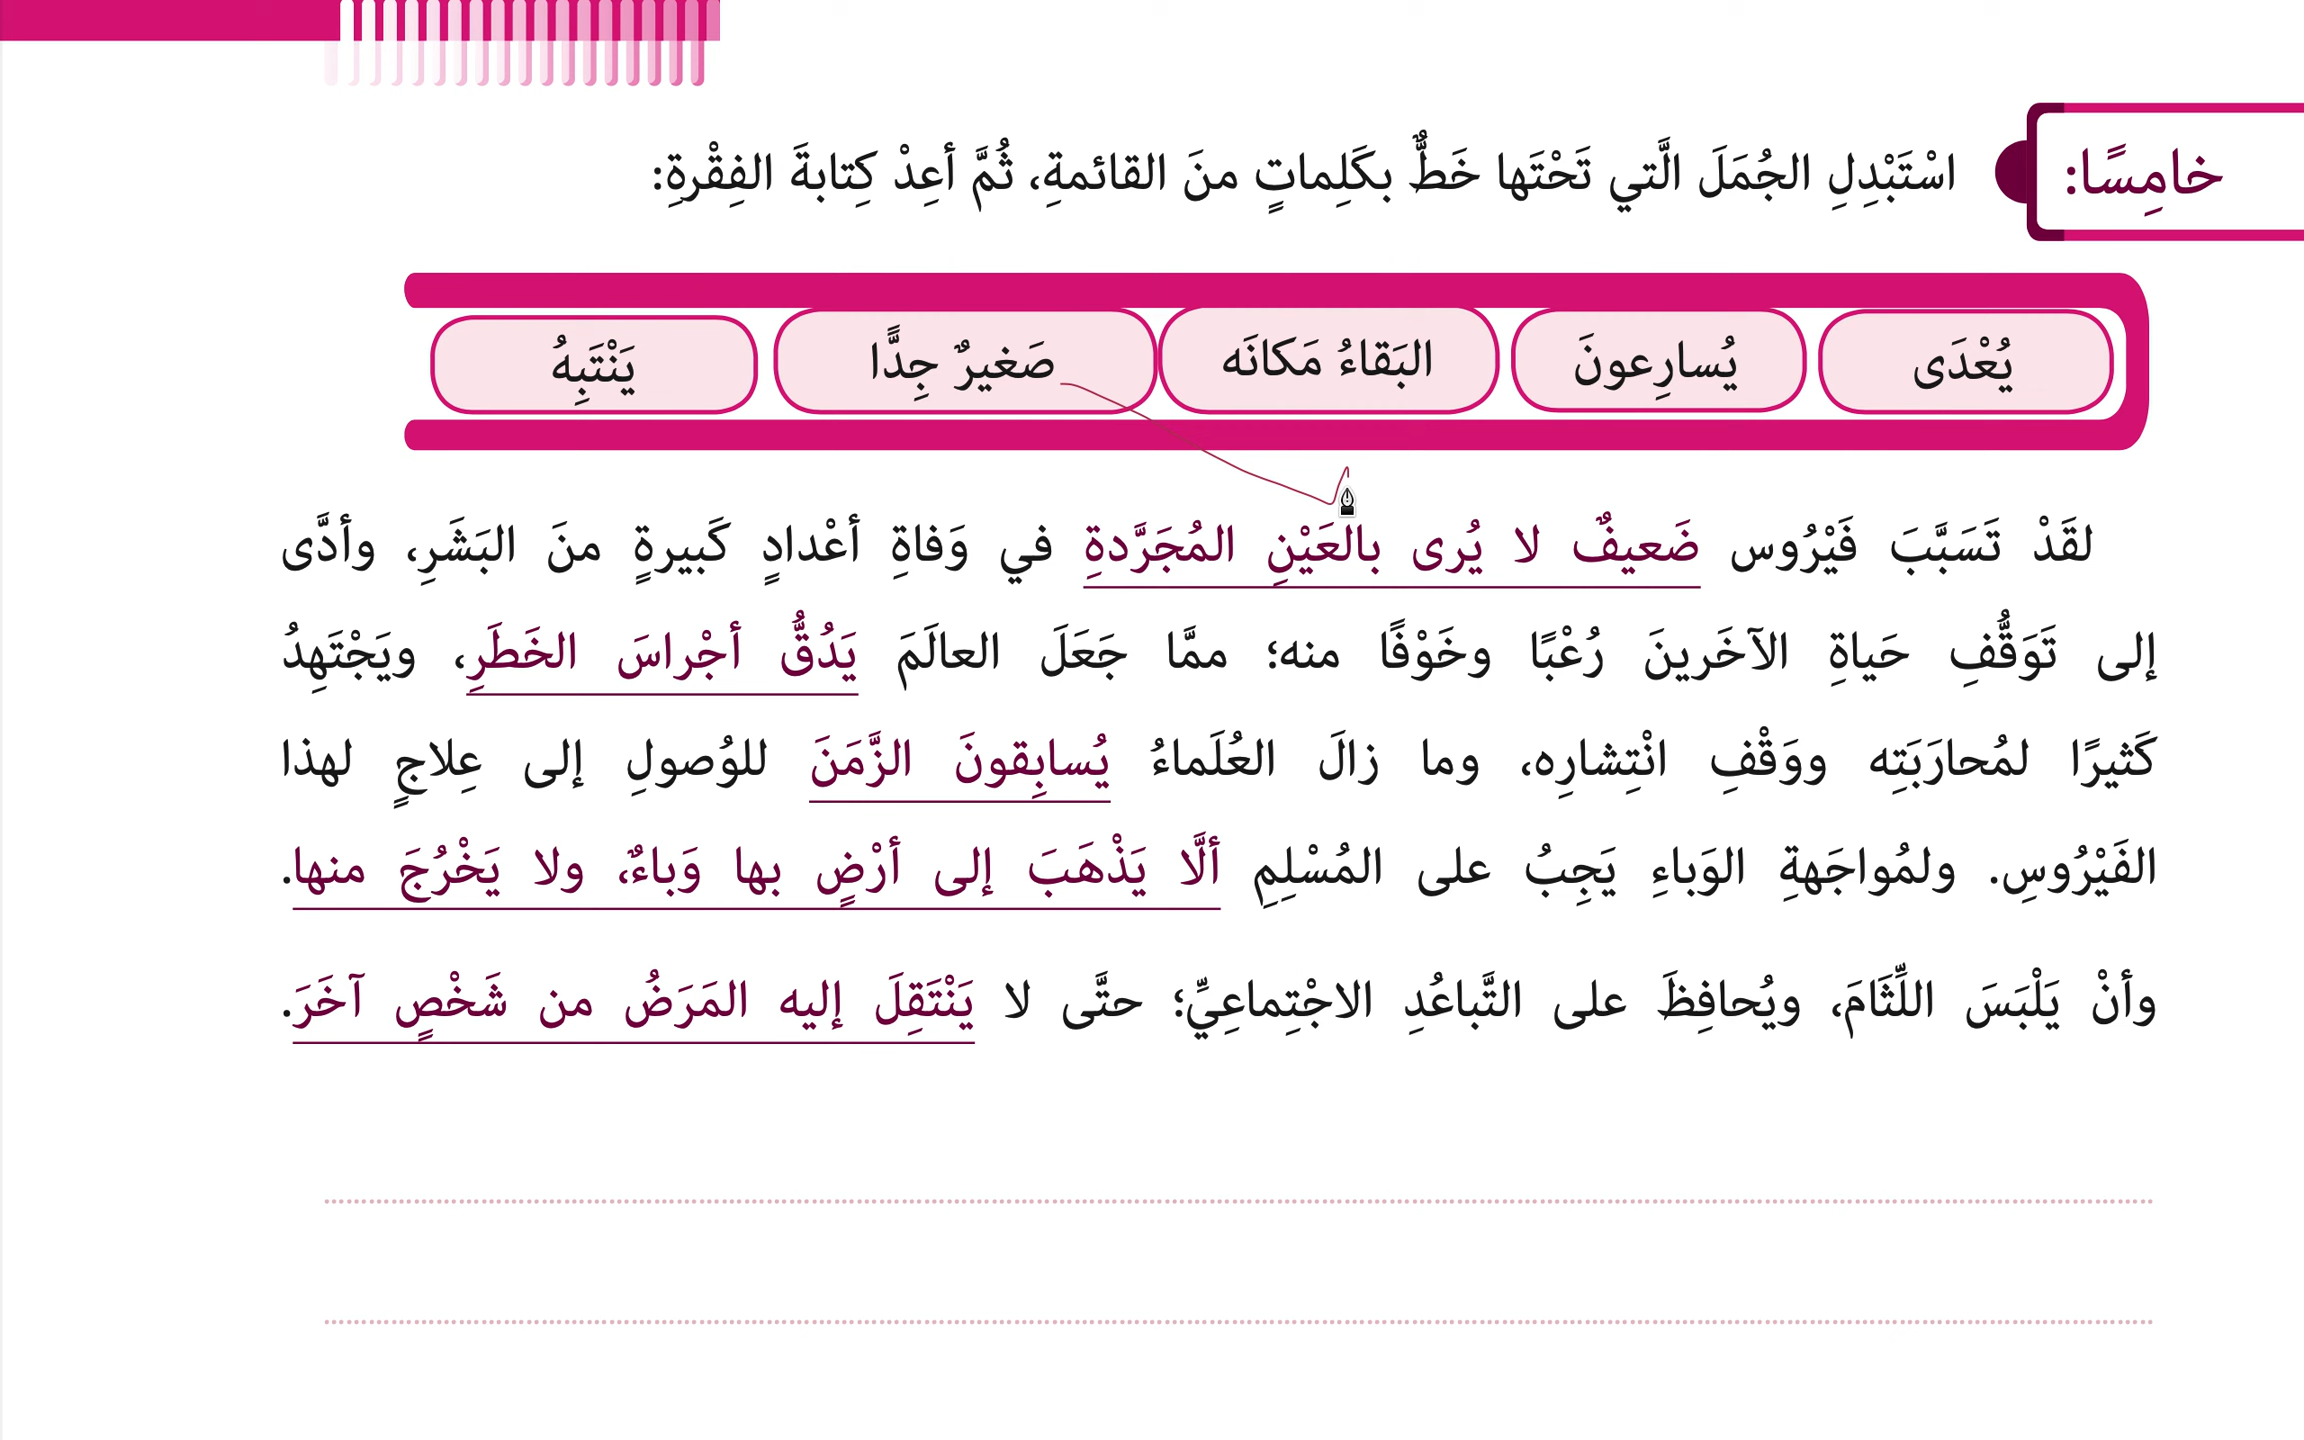 خامِسًا:
اسْتَبْدِلِ الجُمَلَ الَّتي تَحْتَها خَطٌّ بكَلِماتٍ منَ القائمةِ، ثُمَّ أعِدْ كِتابةَ الفِقْرةِ:
يُعْدَى
يُسارِعونَ
البَقاءُ مَكانَه
صَغيرٌ جِدًّا
يَنْتَبِهُ
لقَدْ تَسَبَّبَ فَيْرُوس ضَعيفٌ لا يُرى بالعَيْنِ المُجَرَّدةِ في وَفاةِ أعْدادٍ كَبيرةٍ منَ البَشَرِ، وأدَّى
إلى تَوَقُّفِ حَياةِ الآخَرينَ رُعْبًا وخَوْفًا منه؛ ممَّا جَعَلَ العالَمَ يَدُقُّ أجْراسَ الخَطَرِ، ويَجْتَهِدُ
كَثيرًا لمُحارَبَتِه ووَقْفِ انْتِشارِه، وما زالَ العُلَماءُ يُسابِقونَ الزَّمَنَ للوُصولِ إلى عِلاجٍ لهذا
الفَيْرُوسِ. ولمُواجَهةِ الوَباءِ يَجِبُ على المُسْلِمِ ألَّا يَذْهَبَ إلى أرْضٍ بها وَباءٌ، ولا يَخْرُجَ منها.
وأنْ يَلْبَسَ اللِّثَامَ، ويُحافِظَ على التَّباعُدِ الاجْتِماعِيِّ؛ حتَّى لا يَنْتَقِلَ إليه المَرَضُ من شَخْصٍ آخَرَ.